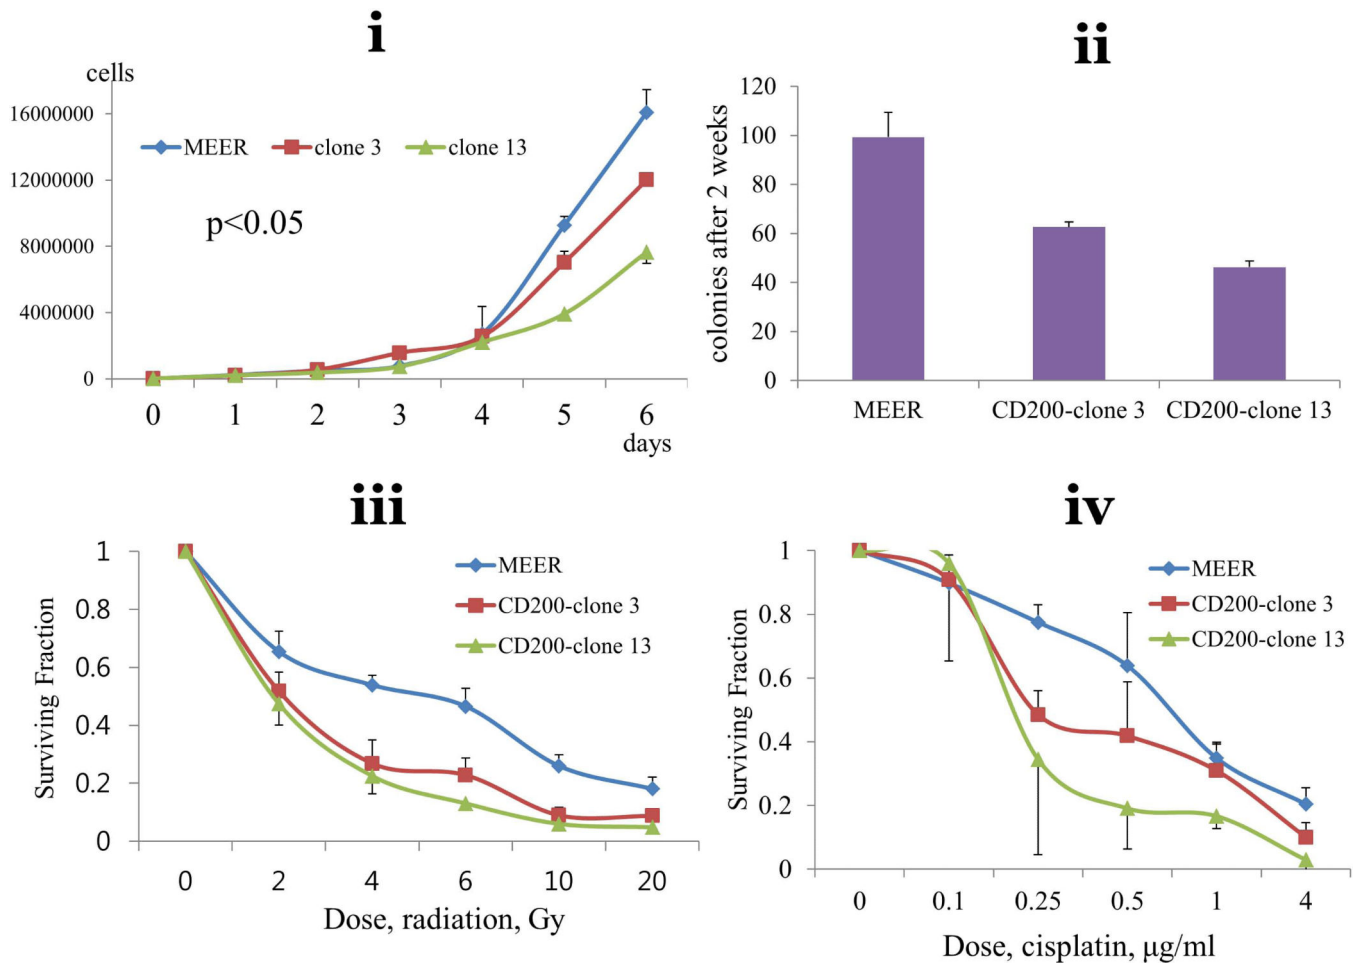 i
cells
16000000
12000000
8000000
4000000
0
MEER clone 3 clone 13
p<0.05
0 1 2 3 4 5 6
days
ii
colonies after 2 weeks
120
100
80
60
40
20
0
MEER CD200-clone 3 CD200-clone 13
iii
Surviving Fraction
1
0.8
0.6
0.4
0.2
0
MEER
CD200-clone 3
CD200-clone 13
0 2 4 6 10 20
Dose, radiation, Gy
iv
Surviving Fraction
1
0.8
0.6
0.4
0.2
0
MEER
CD200-clone 3
CD200-clone 13
0 0.1 0.25 0.5 1 4
Dose, cisplatin, μg/ml